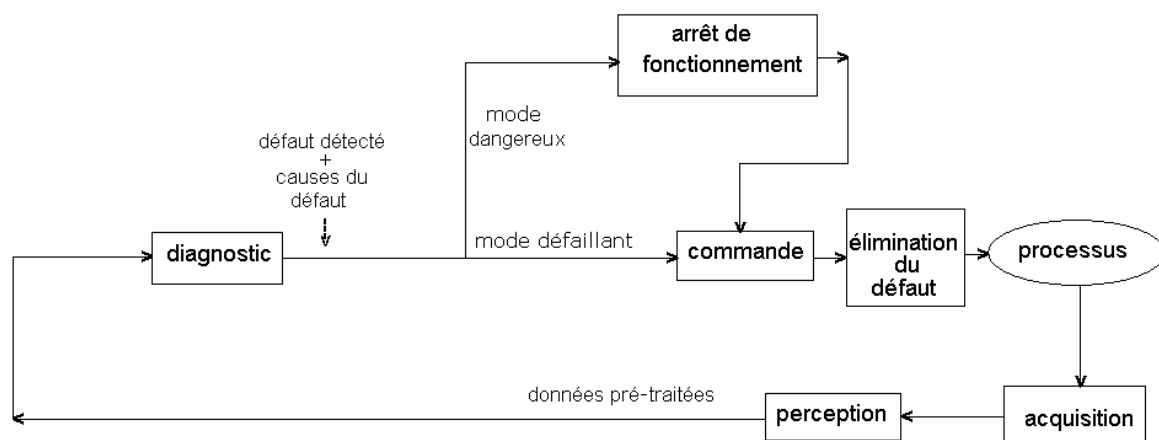 arrêt de
fonctionnement
mode
dangereux
défaut détecté
+
causes du
défaut
diagnostic
mode défaillant
commande
élimination
du
défaut
processus
données pré-traitées
perception
acquisition